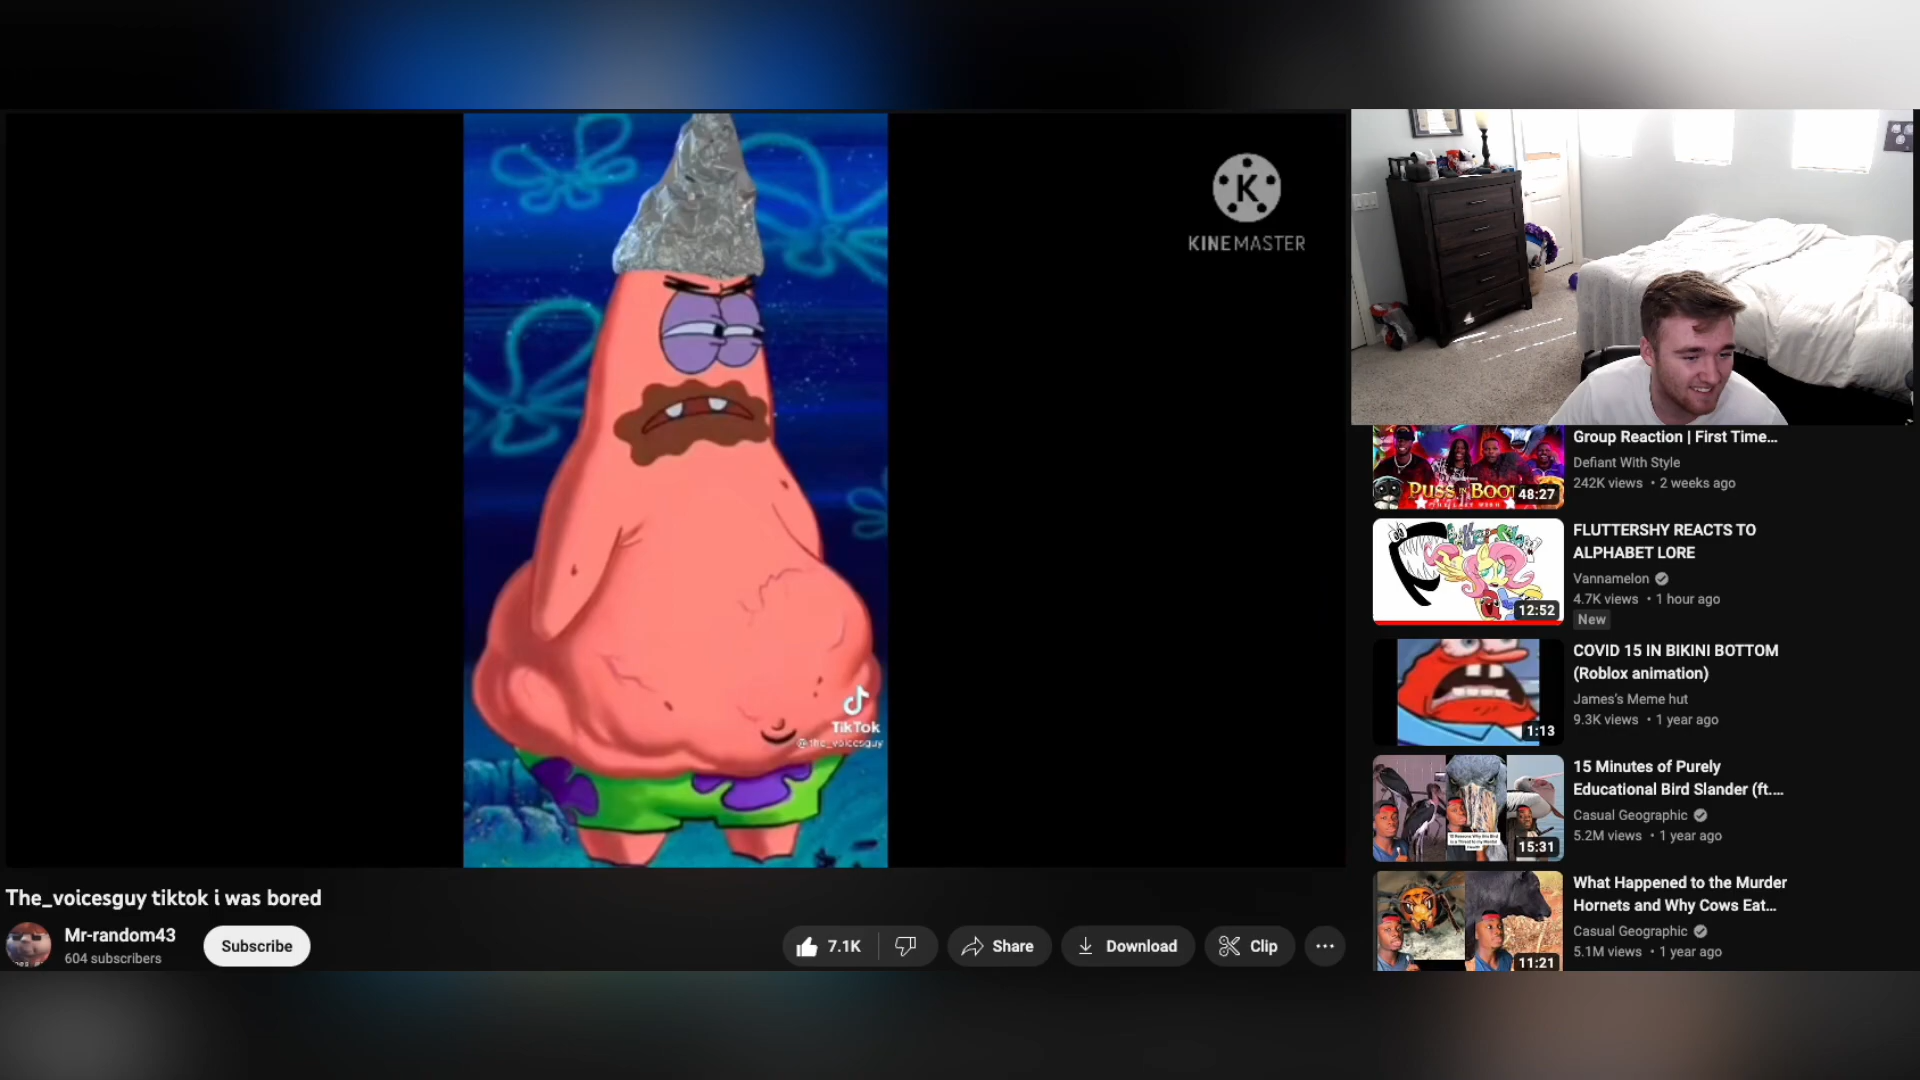 KINEMASTER
TikTok
@the_voicesguy
The_voicesguy tiktok i was bored
Mr-random43
604 subscribers
Subscribe
7.1K
Share
Download
Clip
PUSS IN BOOT
48:27
Group Reaction | First Time...
Defiant With Style
242K views • 2 weeks ago
12:52
FLUTTERSHY REACTS TO
ALPHABET LORE
Vannamelon
4.7K views • 1 hour ago
New
1:13
COVID 15 IN BIKINI BOTTOM
(Roblox animation)
James's Meme hut
9.3K views • 1 year ago
15:31
15 Minutes of Purely
Educational Bird Slander (ft....
Casual Geographic
5.2M views • 1 year ago
11:21
What Happened to the Murder
Hornets and Why Cows Eat...
Casual Geographic
5.1M views • 1 year ago